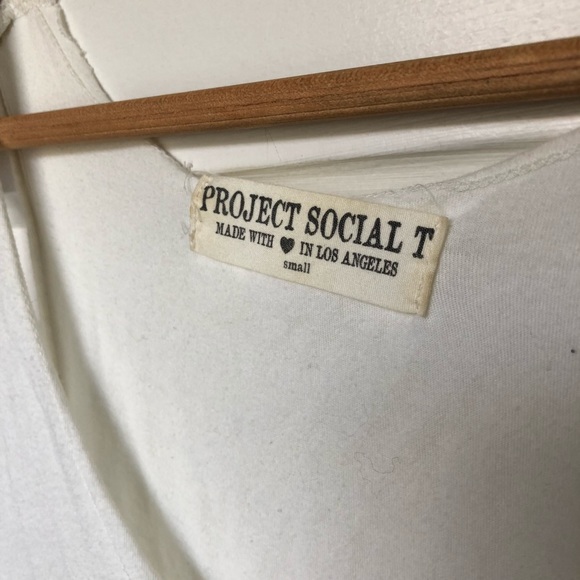 PROJECT SOCIAL T
MADE WITH ♥ IN LOS ANGELES
small